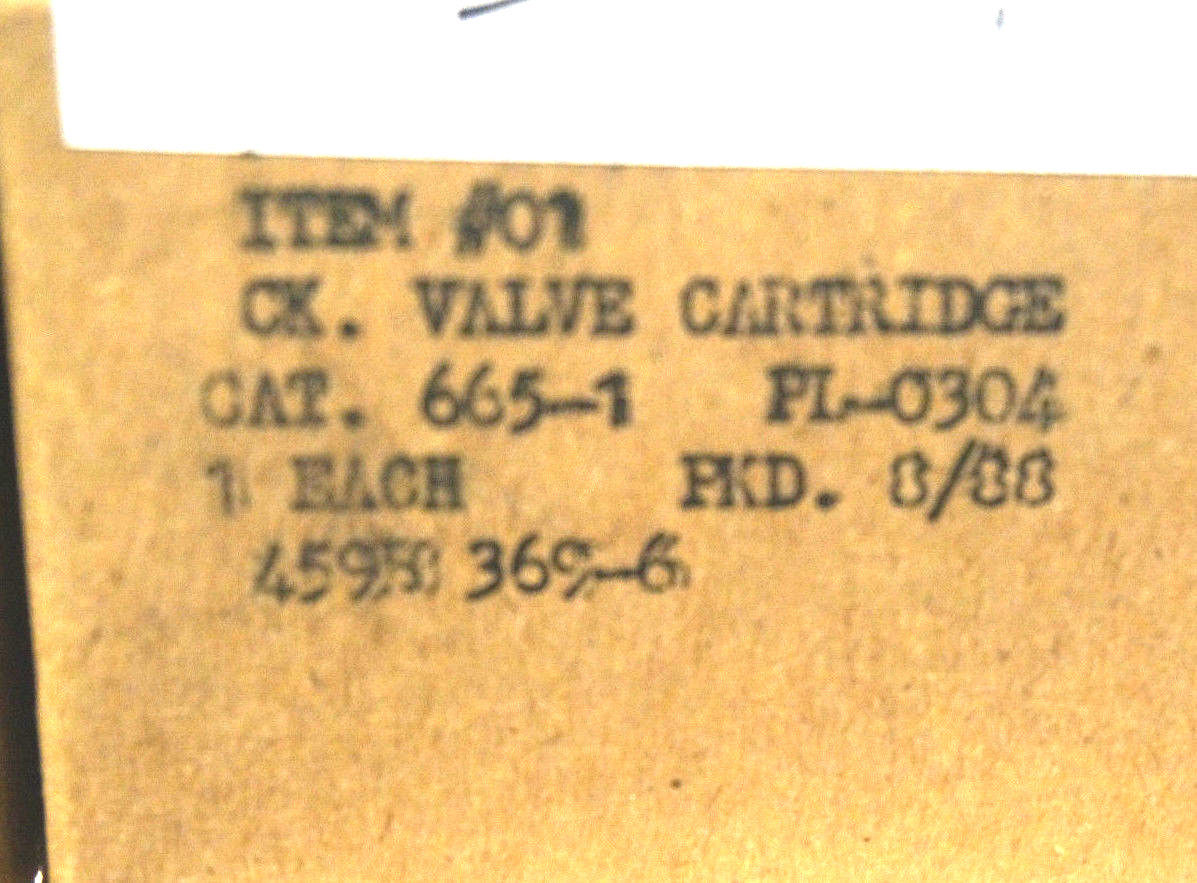 ITEM #01
CK. VALVE CARTRIDGE
CAT. 665-1 PL-0304
1 EACH PKD. 8/88